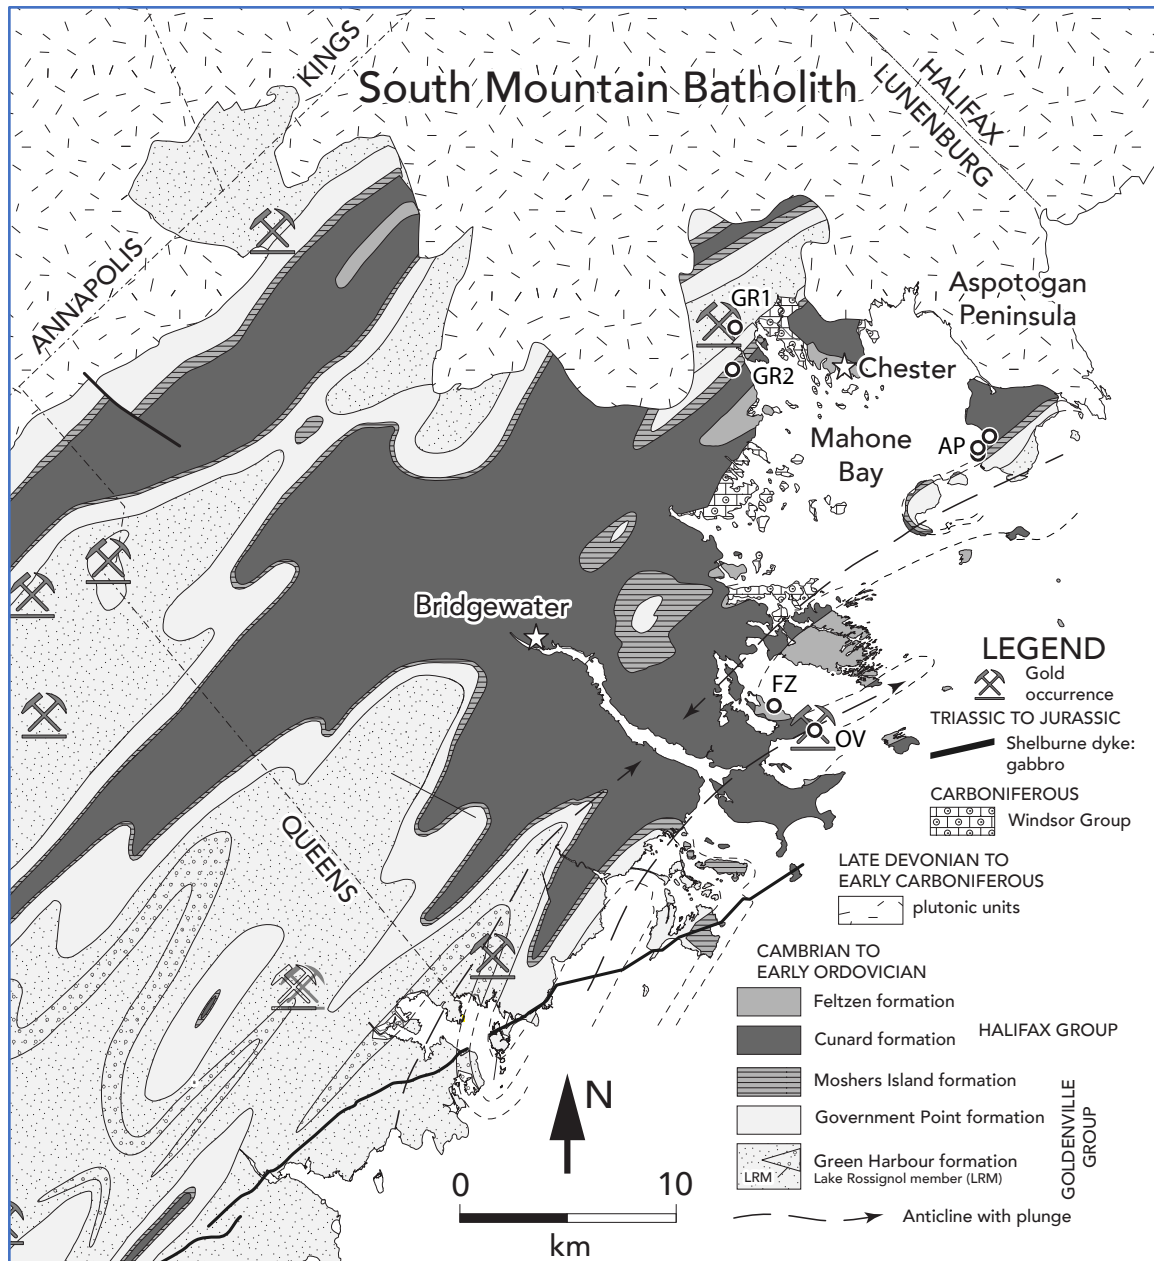 South Mountain Batholith
KINGS
HALIFAX
LUNENBURG
ANNAPOLIS
Aspotogan
Peninsula
GR1
GR2
Chester
Mahone
Bay
AP
Bridgewater
FZ
OV
QUEENS
LEGEND
Gold
occurrence
TRIASSIC TO JURASSIC
Shelburne dyke:
gabbro
CARBONIFEROUS
Windsor Group
LATE DEVONIAN TO
EARLY CARBONIFEROUS
plutonic units
CAMBRIAN TO
EARLY ORDOVICIAN
Feltzen formation
Cunard formation
HALIFAX GROUP
Moshers Island formation
Government Point formation
Green Harbour formation
LRM
Lake Rossignol member (LRM)
GOLDENVILLE
GROUP
Anticline with plunge
N
0 10
km